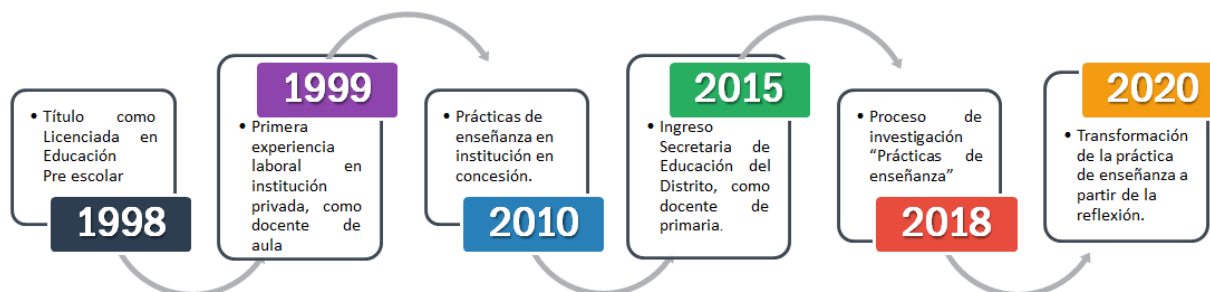 • Título como
Licenciada en
Educación
Pre escolar
1998
1999
• Primera
experiencia
laboral en
institución
privada, como
docente de
aula
• Prácticas de
enseñanza en
institución en
concesión.
2010
2015
• Ingreso
Secretaria de
Educación del
Distrito, como
docente de
primaria.
• Proceso de
investigación
“Prácticas de
enseñanza”
2018
2020
• Transformación
de la práctica
de enseñanza a
partir de la
reflexión.